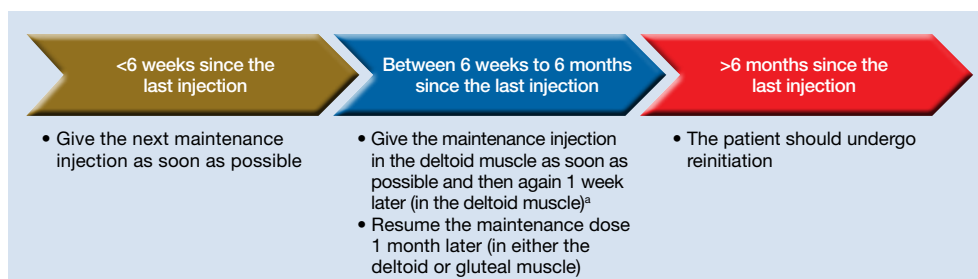 <6 weeks since the
last injection
Between 6 weeks to 6 months
since the last injection
>6 months since the
last injection
• Give the next maintenance
injection as soon as possible
• Give the maintenance injection
in the deltoid muscle as soon as
possible and then again 1 week
later (in the deltoid muscle)ᵃ
• Resume the maintenance dose
1 month later (in either the
deltoid or gluteal muscle)
• The patient should undergo
reinitiation